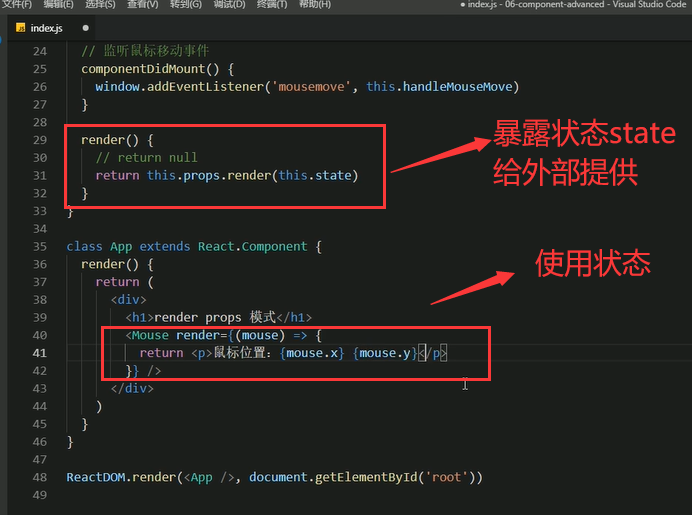 文件(F) 编辑(E) 选择(S) 查看(V) 转到(G) 调试(D) 终端(T) 帮助(H) ● index.js - 06-component-advanced - Visual Studio Code
index.js ●
24 // 监听鼠标移动事件
25 componentDidMount() {
26 window.addEventListener('mousemove', this.handleMouseMove)
27 }
28
29 render() {
30 // return null
31 return this.props.render(this.state)
32 }
33 }
暴露状态state
给外部提供
34
35 class App extends React.Component {
36 render() {
37 return (
38 <div>
39 <h1>render props 模式</h1>
40 <Mouse render={(mouse) => {
41 return <p>鼠标位置：{mouse.x} {mouse.y}</p>
42 }} />
43 </div>
44 )
45 }
46 }
使用状态
47
48 ReactDOM.render(<App />, document.getElementById('root'))
49